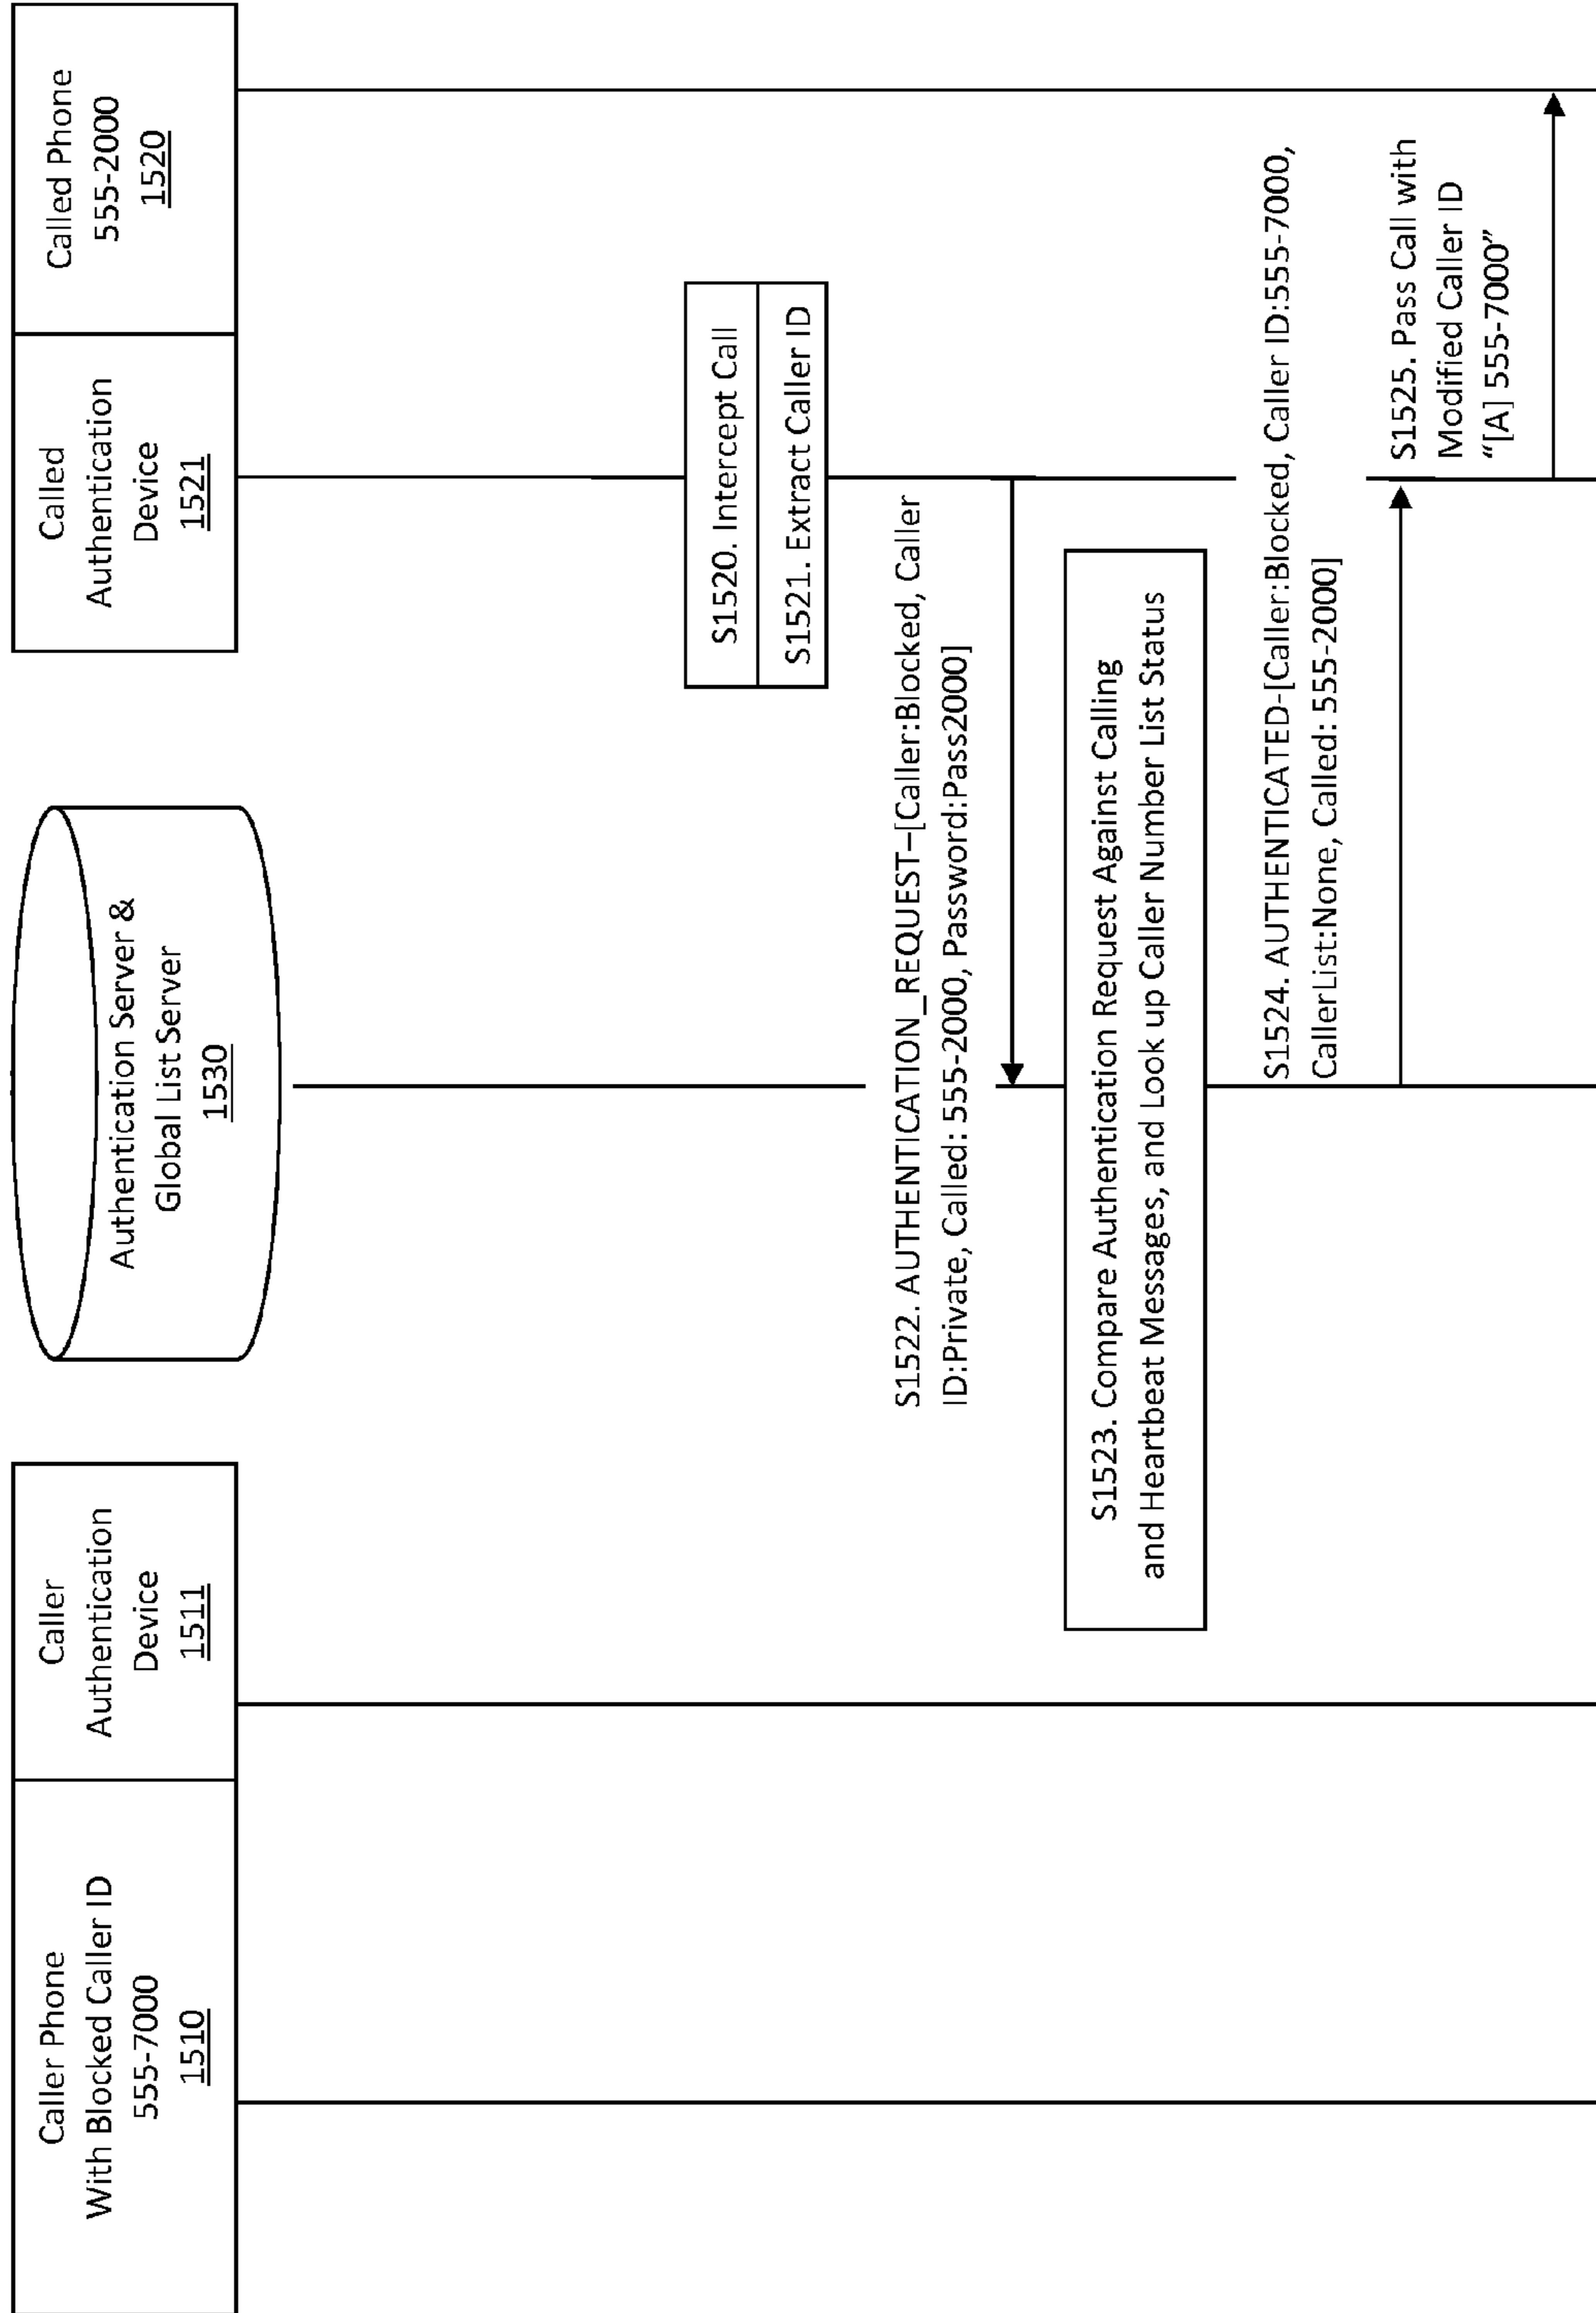 Caller Phone
With Blocked Caller ID
555-7000
1510
Caller
Authentication
Device
1511
Authentication Server &
Global List Server
1530
Called
Authentication
Device
1521
Called Phone
555-2000
1520
S1520. Intercept Call
S1521. Extract Caller ID
S1522. AUTHENTICATION_REQUEST–[Caller:Blocked, Caller
ID:Private, Called: 555-2000, Password:Pass2000]
S1523. Compare Authentication Request Against Calling
and Heartbeat Messages, and Look up Caller Number List Status
S1524. AUTHENTICATED-[Caller:Blocked, Caller ID:555-7000,
CallerList:None, Called: 555-2000]
S1525. Pass Call with
Modified Caller ID
“[A] 555-7000”